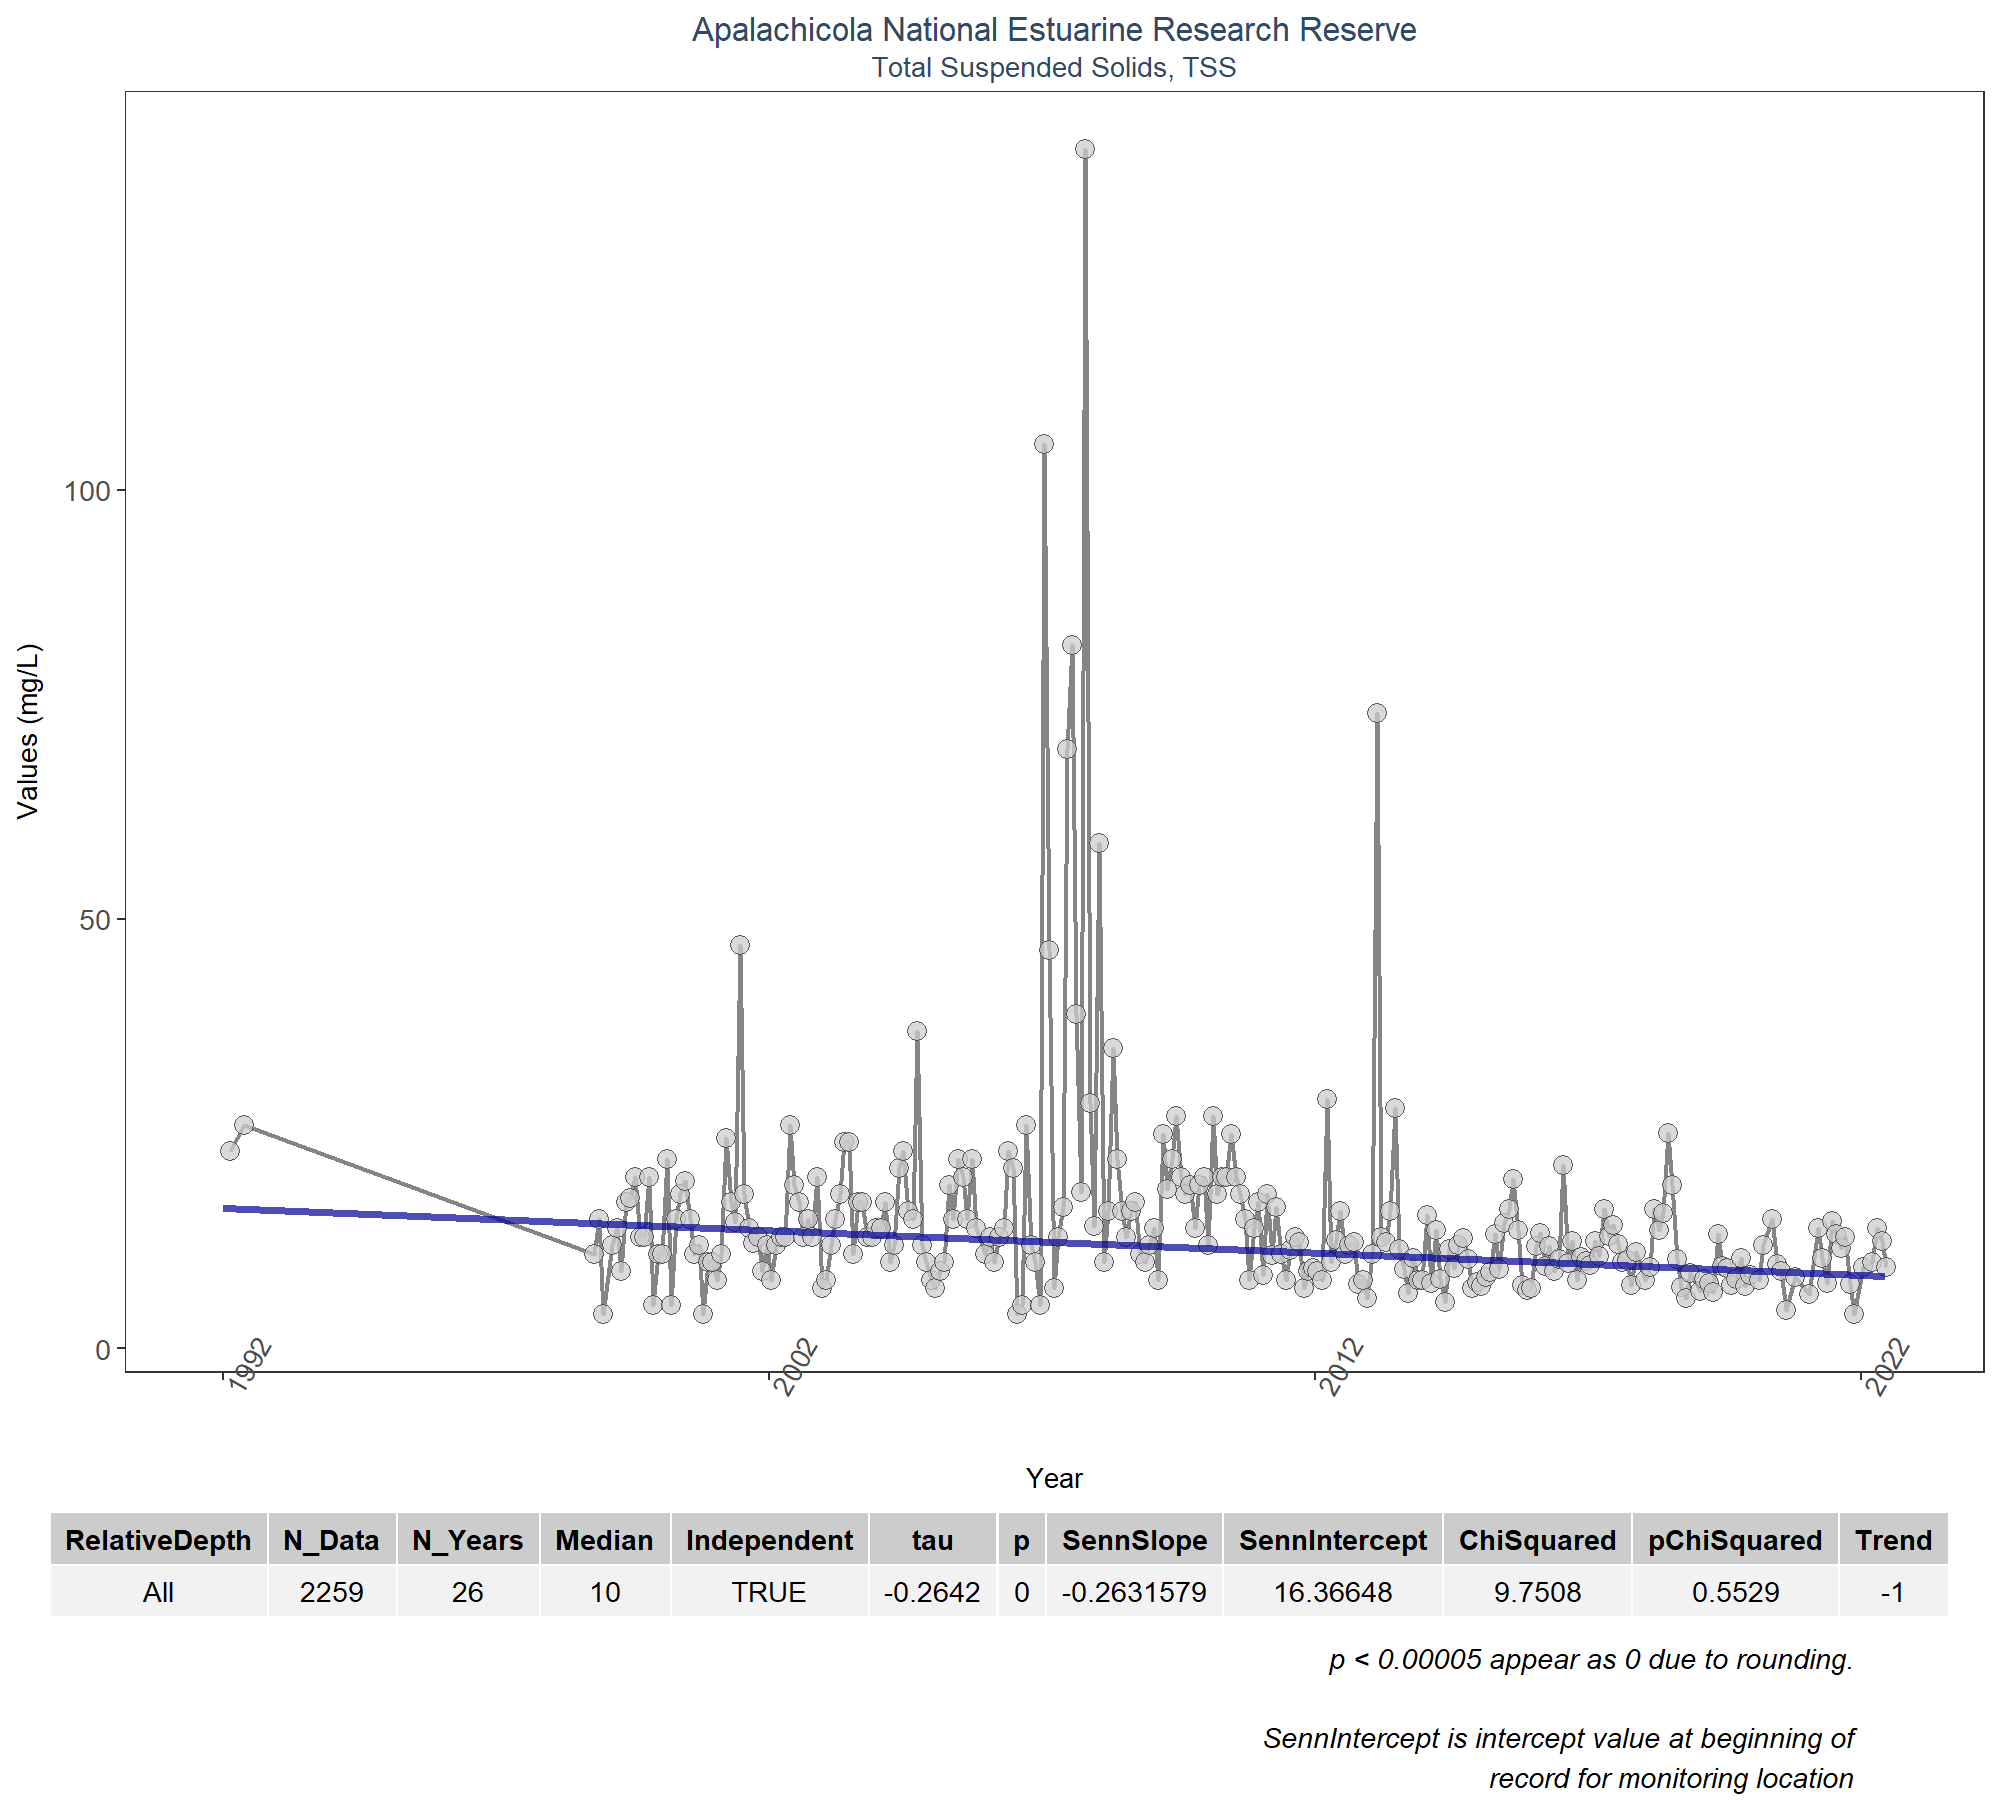 Apalachicola National Estuarine Research Reserve
Total Suspended Solids, TSS
Values (mg/L)
100
50
0
1992
2002
2012
2022
Year
RelativeDepth N_Data N_Years Median Independent tau p SennSlope SennIntercept ChiSquared pChiSquared Trend
All 2259 26 10 TRUE -0.2642 0 -0.2631579 16.36648 9.7508 0.5529 -1
p < 0.00005 appear as 0 due to rounding.
SennIntercept is intercept value at beginning of
record for monitoring location